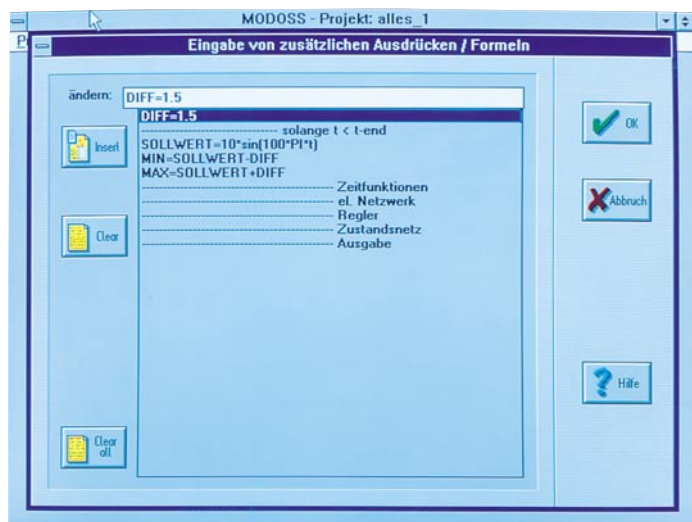 MODOSS - Projekt: alles_1
P
Eingabe von zusätzlichen Ausdrücken / Formeln
ändern: DIFF=1.5
DIFF=1.5
-------------------------------- solange t < t-end
SOLLWERT=10*sin(100*PI*t)
MIN=SOLLWERT-DIFF
MAX=SOLLWERT+DIFF
-------------------------------------------- Zeitfunktionen
-------------------------------------------- el. Netzwerk
-------------------------------------------- Regler
-------------------------------------------- Zustandsnetz
-------------------------------------------- Ausgabe
Insert
Clear
Clear
all
OK
Abbruch
Hilfe